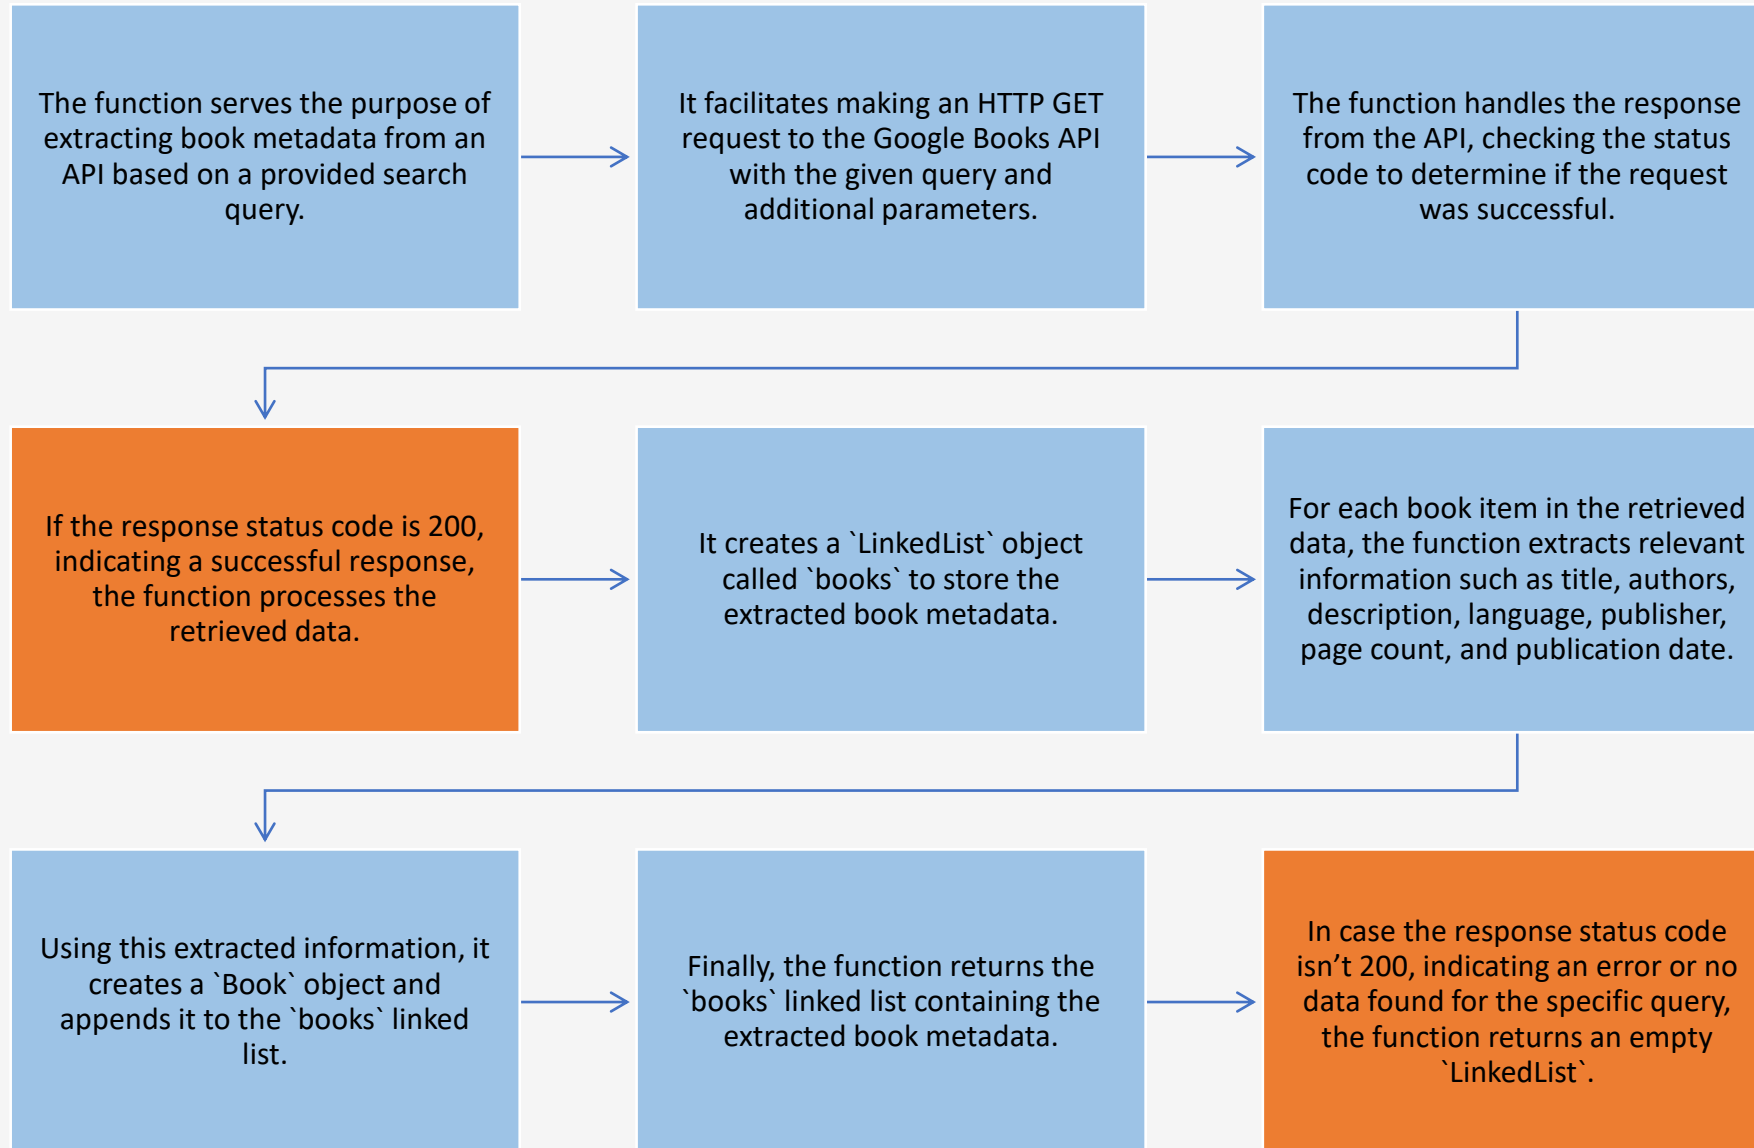 The function serves the purpose of
extracting book metadata from an
API based on a provided search
query.
It facilitates making an HTTP GET
request to the Google Books API
with the given query and
additional parameters.
The function handles the response
from the API, checking the status
code to determine if the request
was successful.
If the response status code is 200,
indicating a successful response,
the function processes the
retrieved data.
It creates a `LinkedList` object
called `books` to store the
extracted book metadata.
For each book item in the retrieved
data, the function extracts relevant
information such as title, authors,
description, language, publisher,
page count, and publication date.
Using this extracted information, it
creates a `Book` object and
appends it to the `books` linked
list.
Finally, the function returns the
`books` linked list containing the
extracted book metadata.
In case the response status code
isn’t 200, indicating an error or no
data found for the specific query,
the function returns an empty
`LinkedList`.